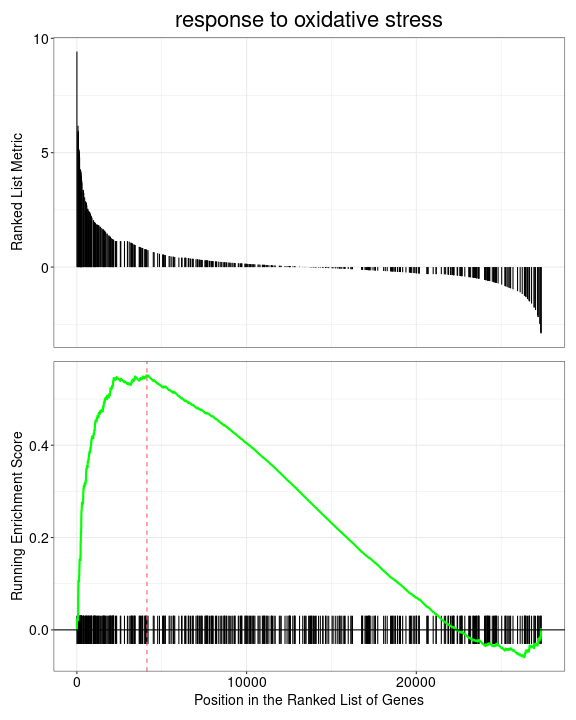 response to oxidative stress
10
5
0
Ranked List Metric
0.4
0.2
0.0
Running Enrichment Score
0 10000 20000
Position in the Ranked List of Genes